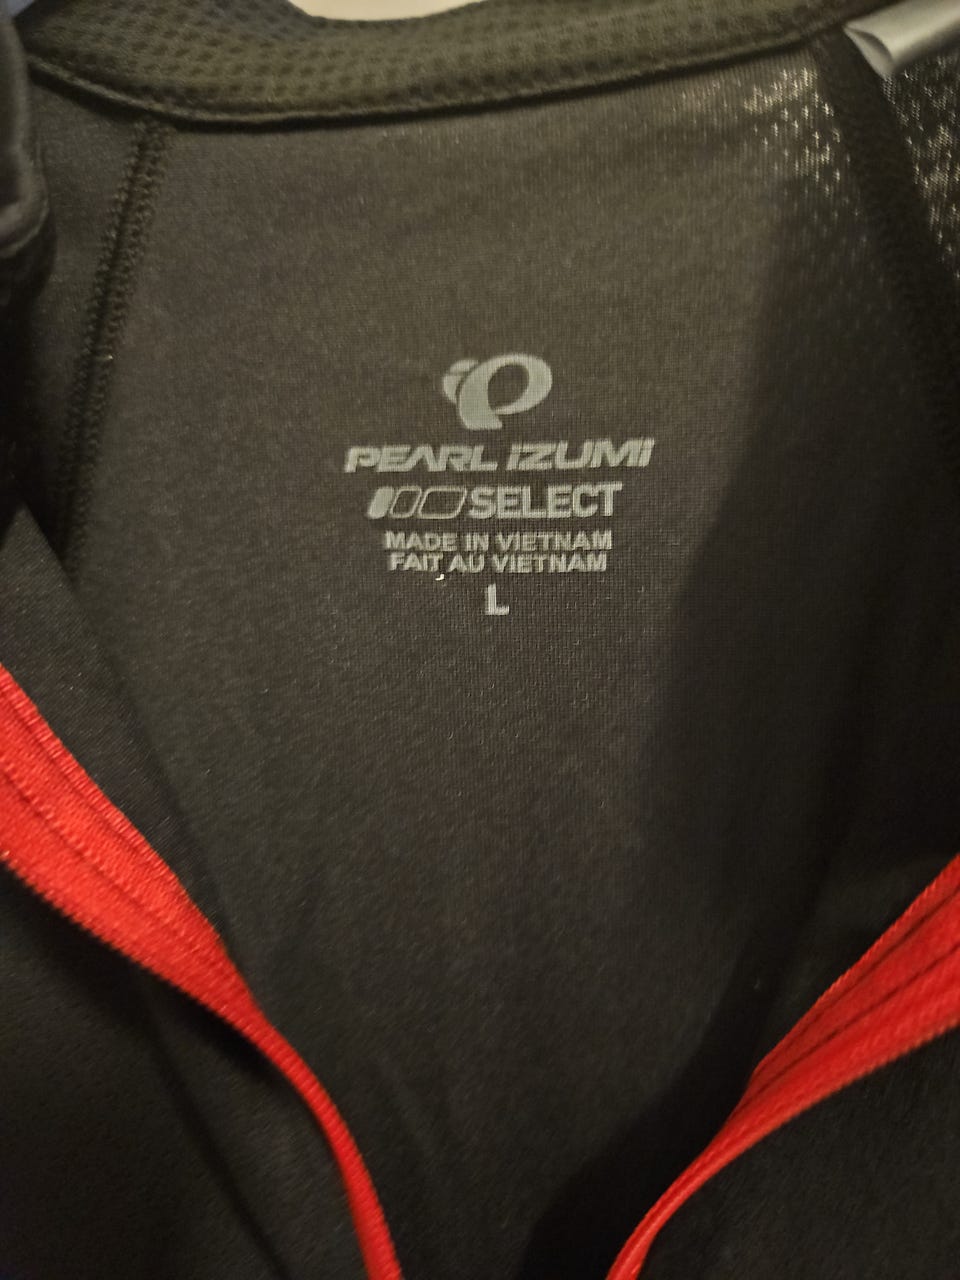 PEARL iZUMi
SELECT
MADE IN VIETNAM
FAIT AU VIETNAM
L